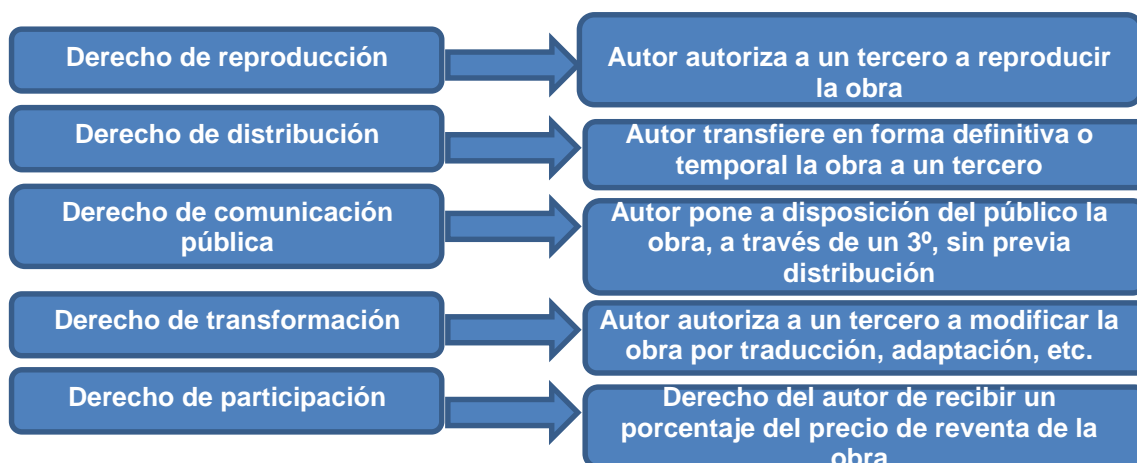 Derecho de reproducción
Autor autoriza a un tercero a reproducir
la obra
Derecho de distribución
Autor transfiere en forma definitiva o
temporal la obra a un tercero
Derecho de comunicación
pública
Autor pone a disposición del público la
obra, a través de un 3º, sin previa
distribución
Derecho de transformación
Autor autoriza a un tercero a modificar la
obra por traducción, adaptación, etc.
Derecho de participación
Derecho del autor de recibir un
porcentaje del precio de reventa de la
obra